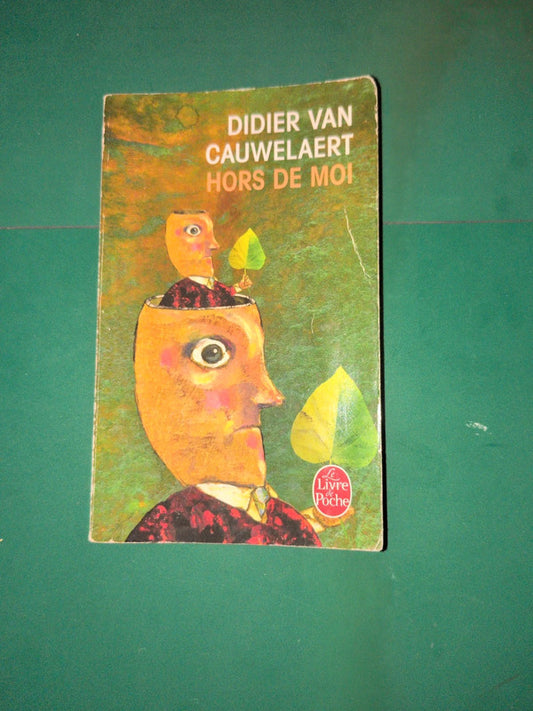 DIDIER VAN
CAUWELAERT
HORS DE MOI
Le
Livre
de
Poche